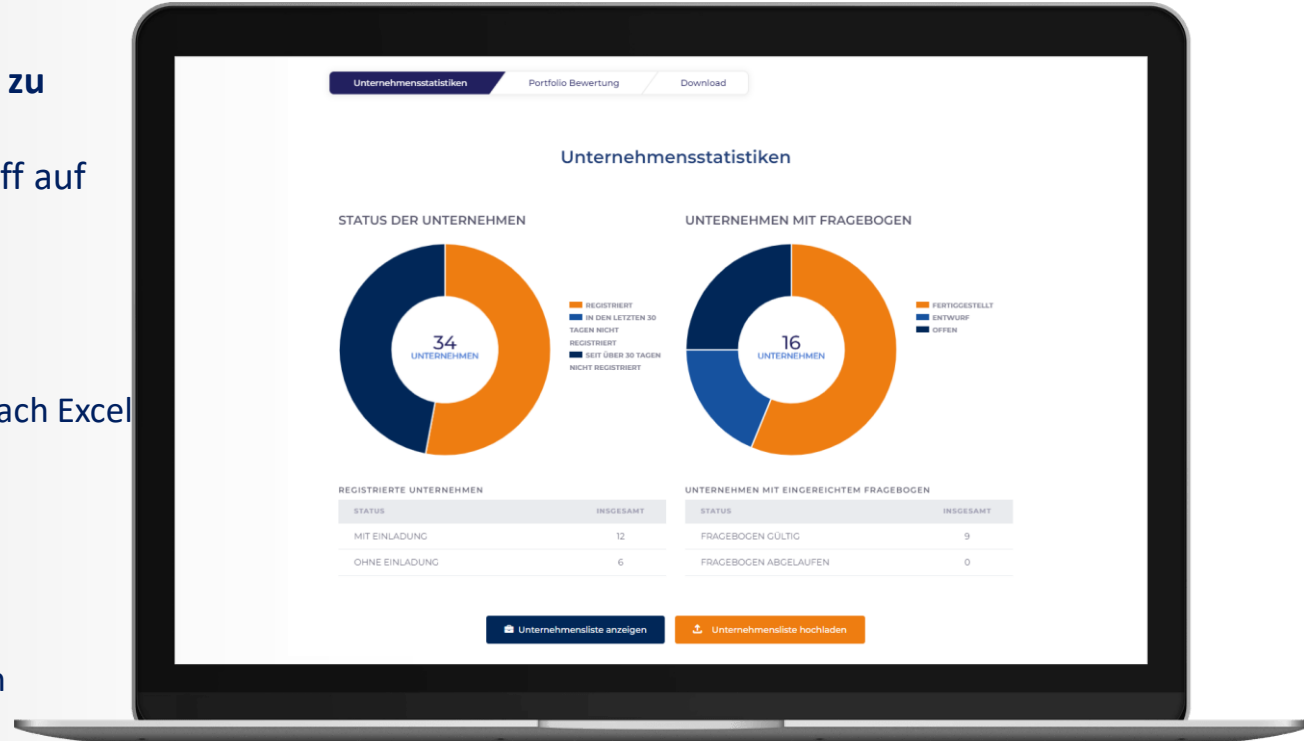 zu
ff auf
ach Excel
Unternehmensstatistiken
Portfolio Bewertung
Download
Unternehmensstatistiken
STATUS DER UNTERNEHMEN
34
UNTERNEHMEN
REGISTRIERT
IN DEN LETZTEN 30
TAGEN NICHT
REGISTRIERT
SEIT ÜBER 30 TAGEN
NICHT REGISTRIERT
UNTERNEHMEN MIT FRAGEBOGEN
16
UNTERNEHMEN
FERTIGGESTELLT
ENTWURF
OFFEN
REGISTRIERTE UNTERNEHMEN
STATUS INSGESAMT
MIT EINLADUNG 12
OHNE EINLADUNG 6
UNTERNEHMEN MIT EINGEREICHTEM FRAGEBOGEN
STATUS INSGESAMT
FRAGEBOGEN GÜLTIG 9
FRAGEBOGEN ABGELAUFEN 0
Unternehmensliste anzeigen
Unternehmensliste hochladen